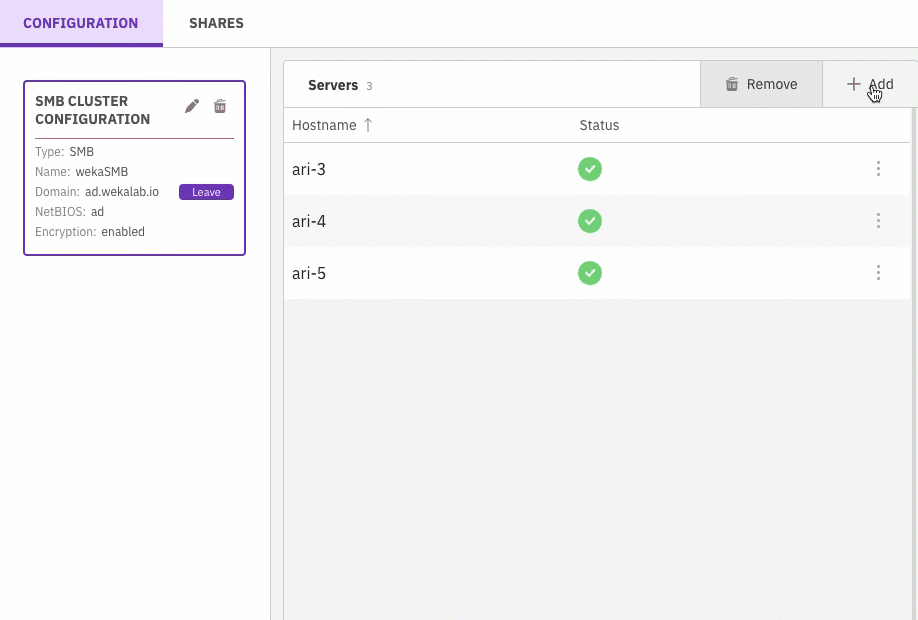 CONFIGURATION
SHARES
SMB CLUSTER
CONFIGURATION
Type: SMB
Name: wekaSMB
Domain: ad.wekalab.io
Leave
NetBIOS: ad
Encryption: enabled
Servers 3
Remove
Add
Hostname
Status
ari-3
ari-4
ari-5